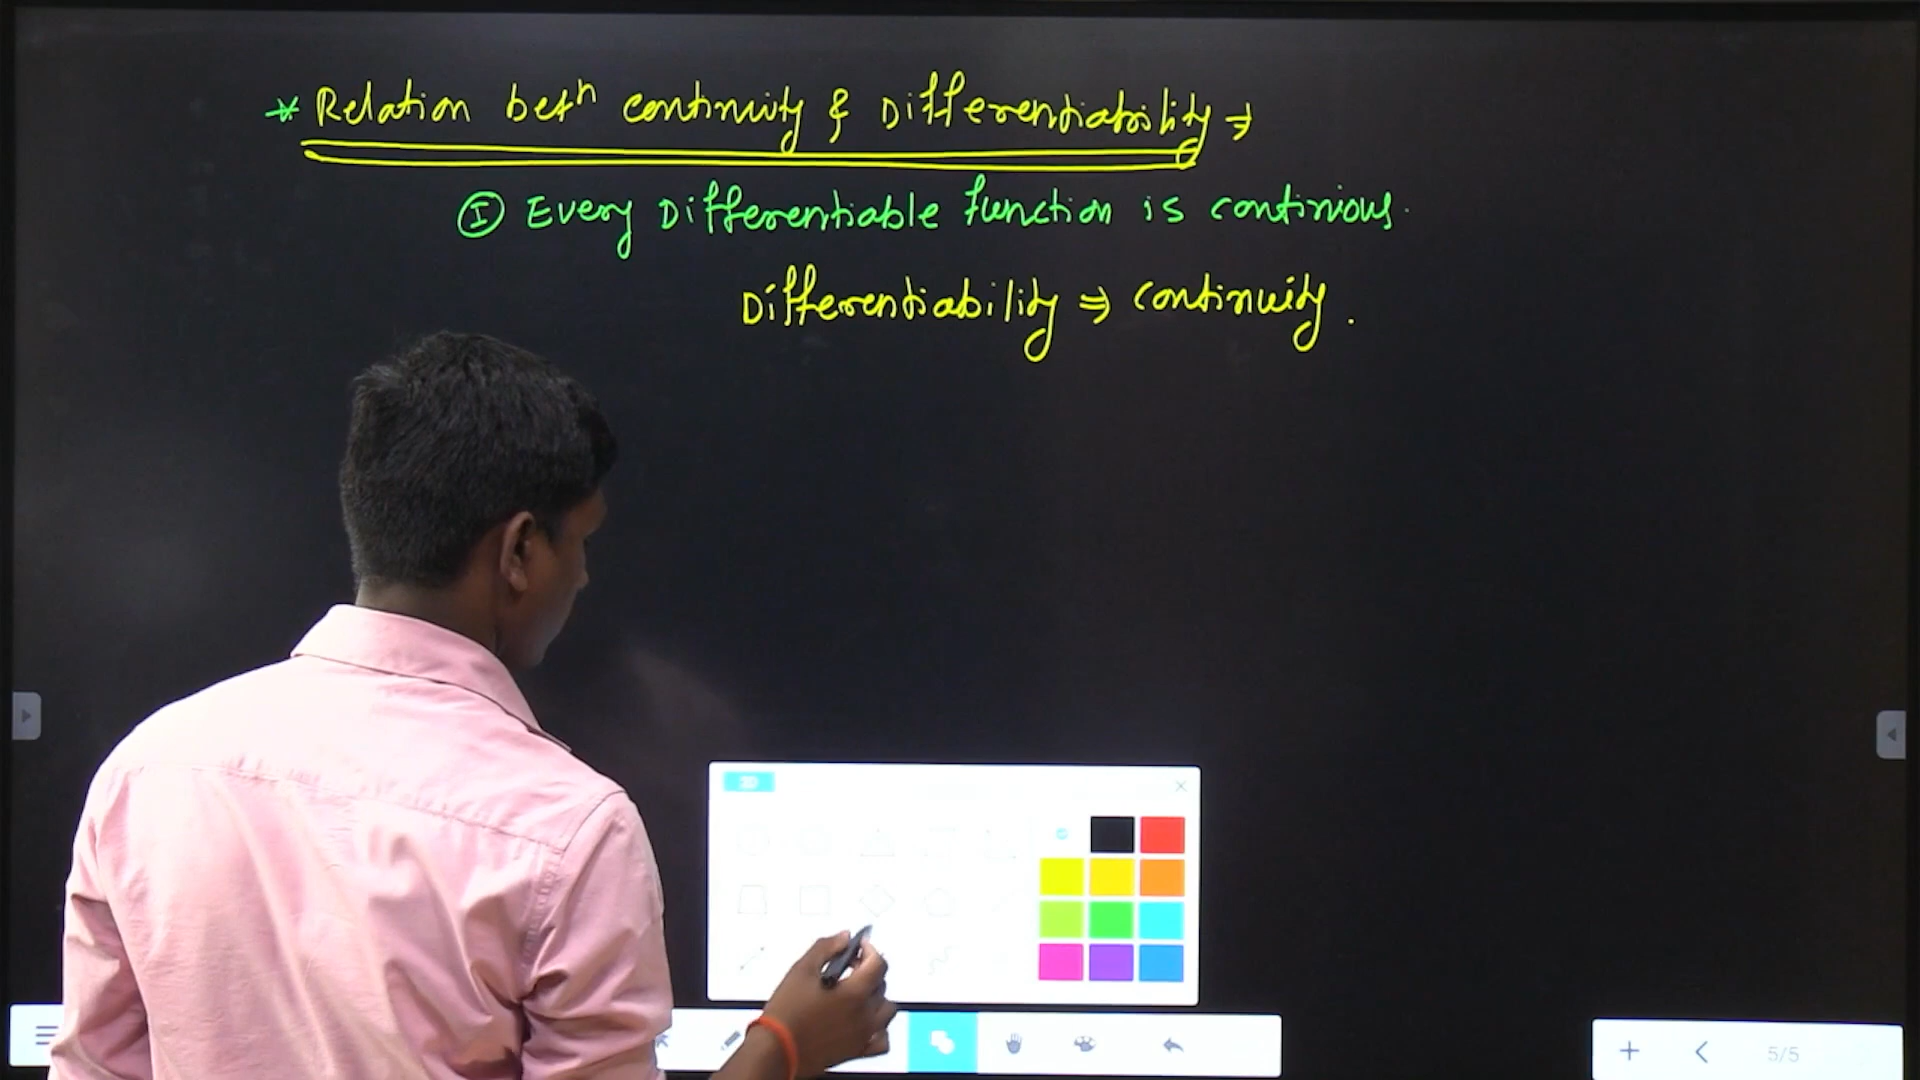 * Relation betⁿ continuity & Differentiability ⇒
① Every Differentiable function is continious.
Differentiability ⇒ continuity.
5/5